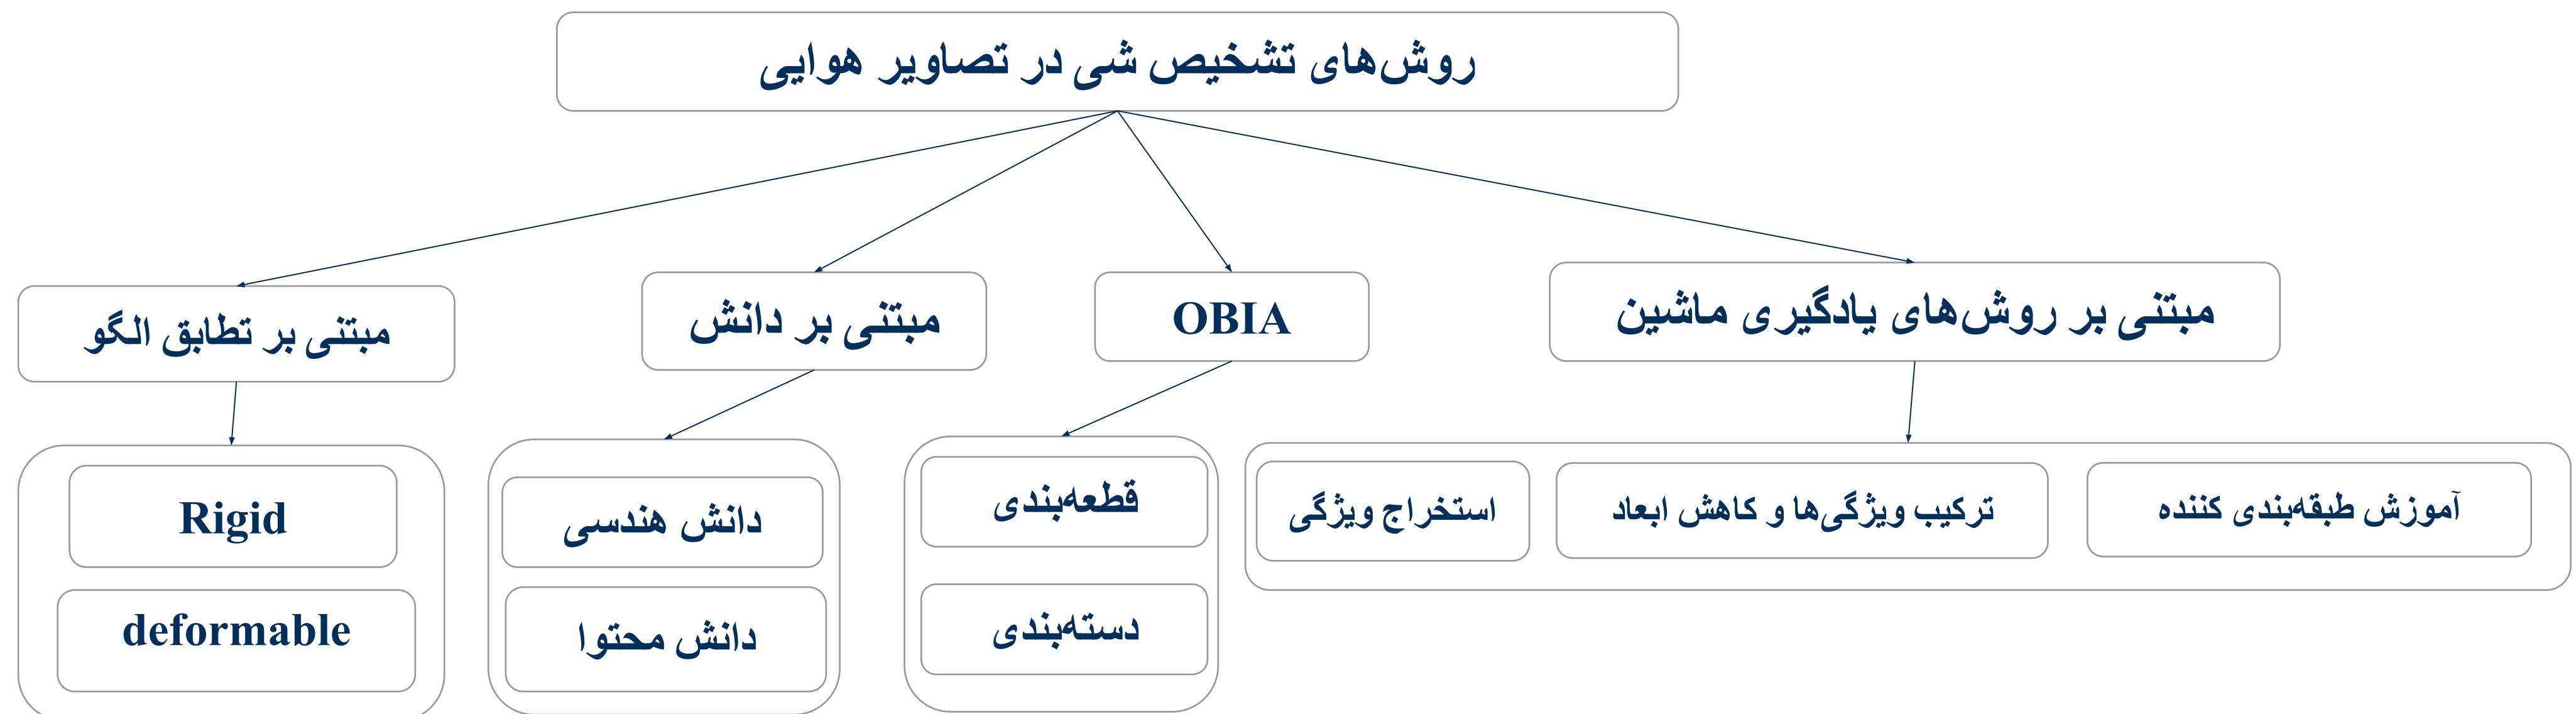 روش‌های تشخیص شی در تصاویر هوایی
مبتنی بر روش‌های یادگیری ماشین
OBIA
مبتنی بر دانش
مبتنی بر تطابق الگو
آموزش طبقه‌بندی کننده
ترکیب ویژگی‌ها و کاهش ابعاد
استخراج ویژگی
قطعه‌بندی
دسته‌بندی
دانش هندسی
دانش محتوا
Rigid
deformable